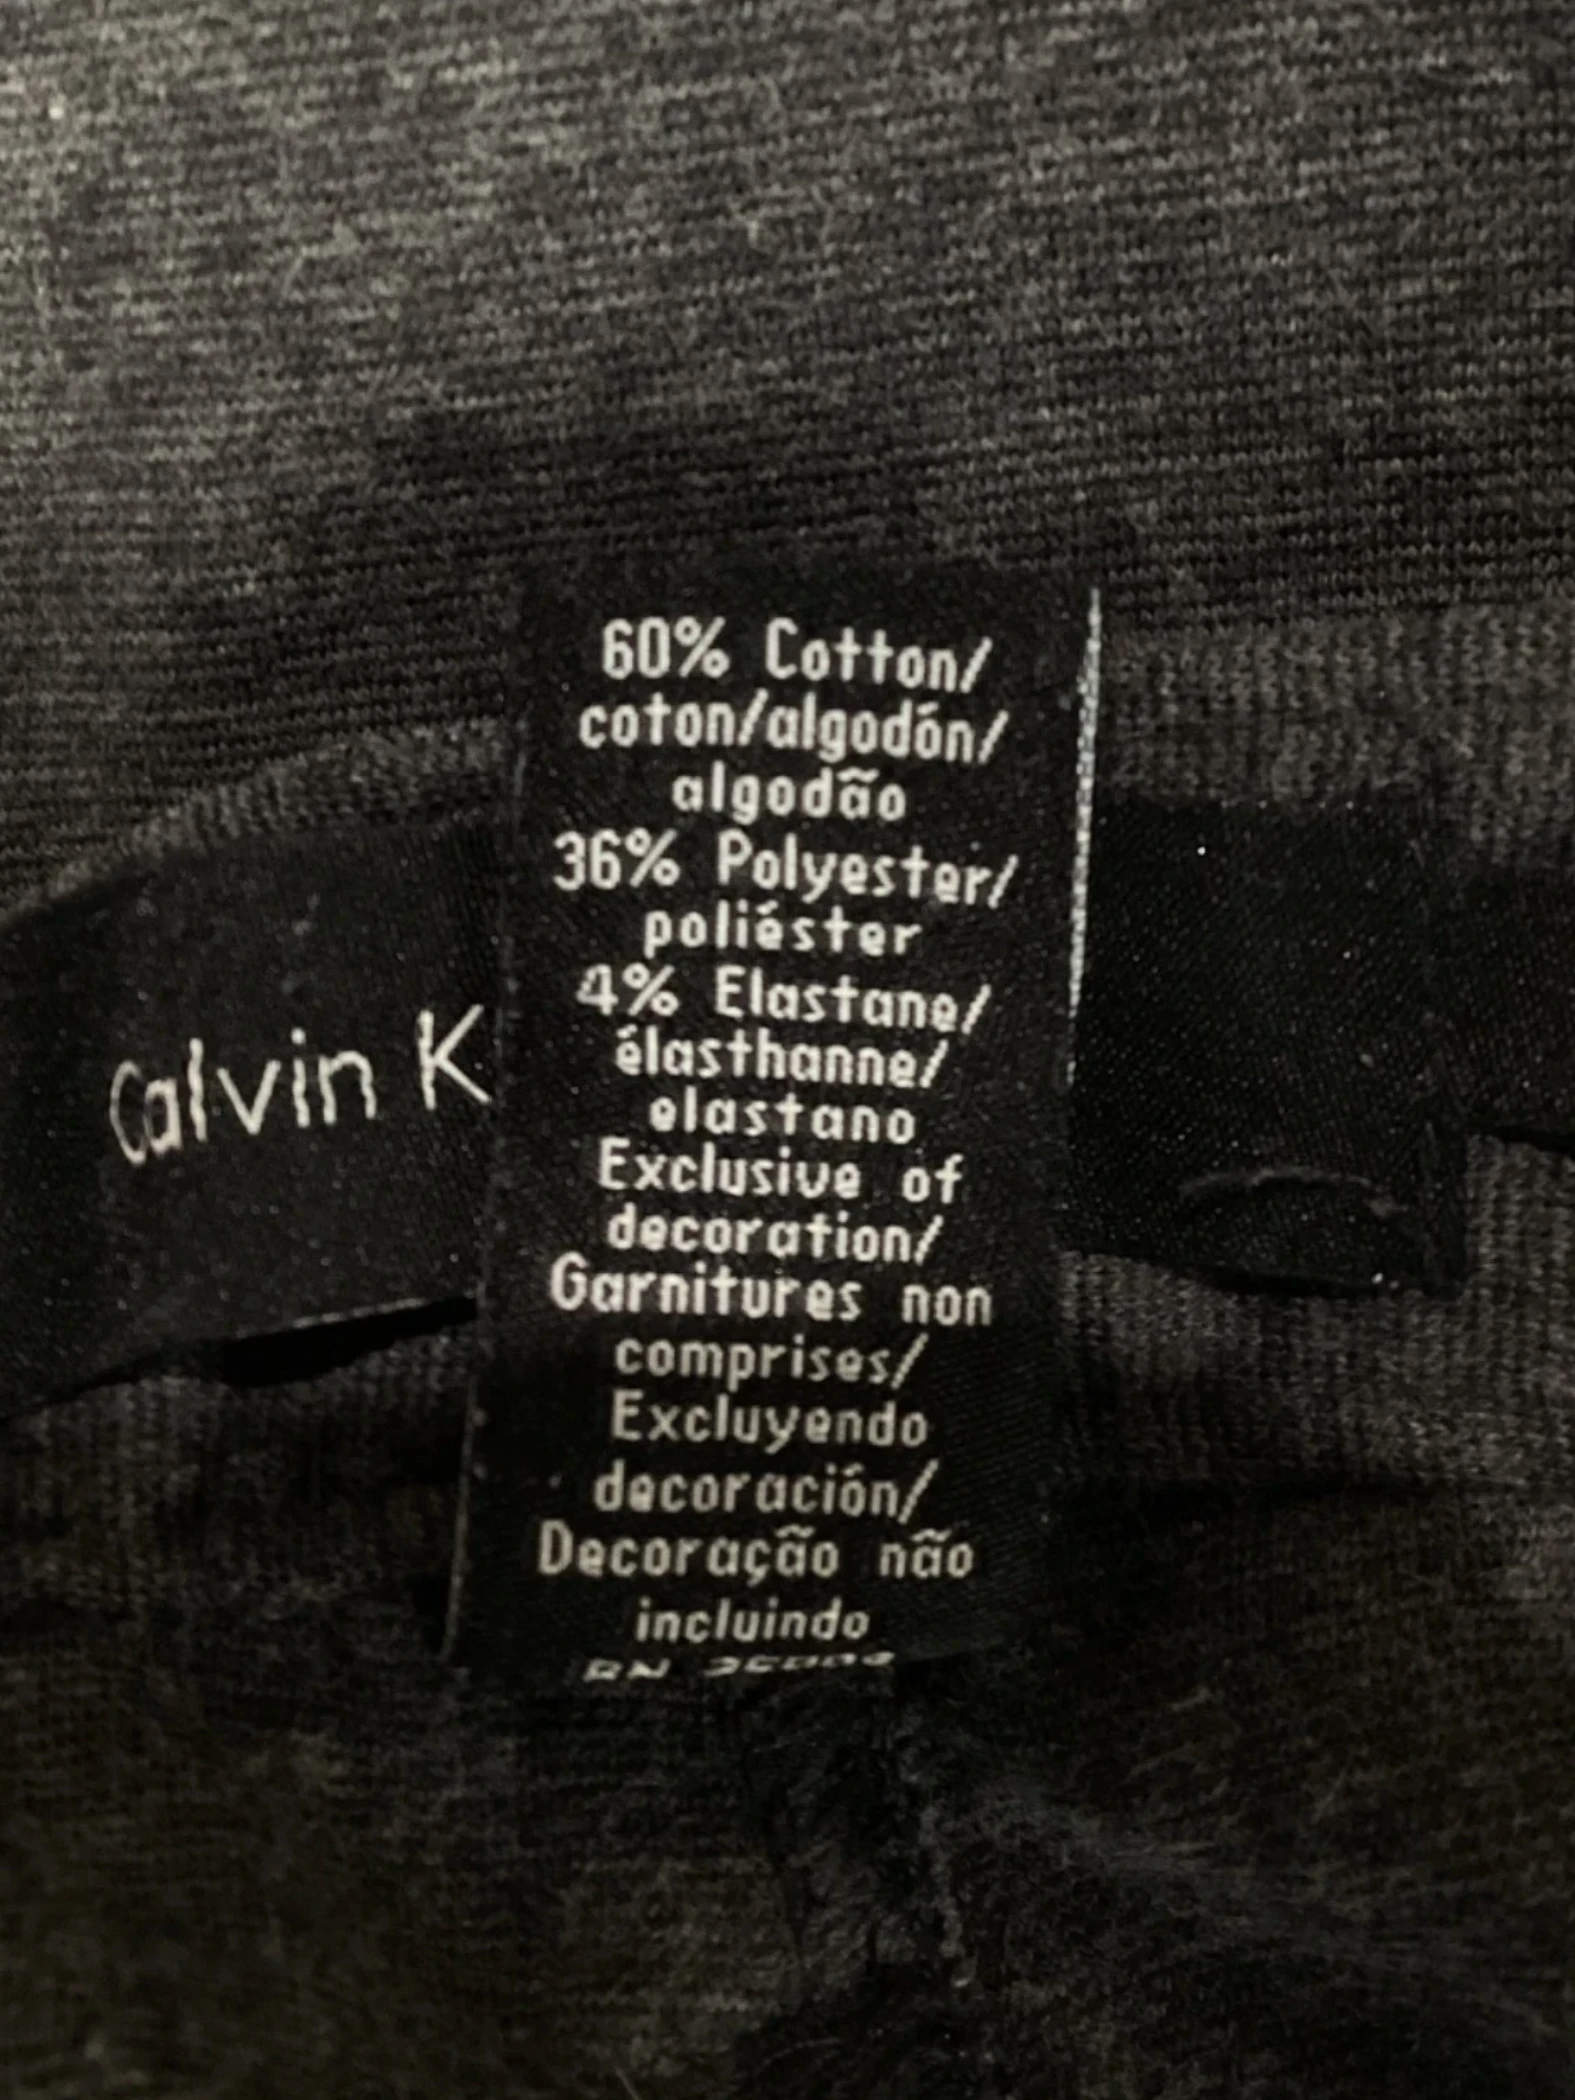 Calvin K
60% Cotton/
coton/algodón/
algodão
36% Polyester/
poliéster
4% Elastane/
élasthanne/
elastano
Exclusive of
decoration/
Garnitures non
comprises/
Excluyendo
decoración/
Decoração não
incluindo
RN